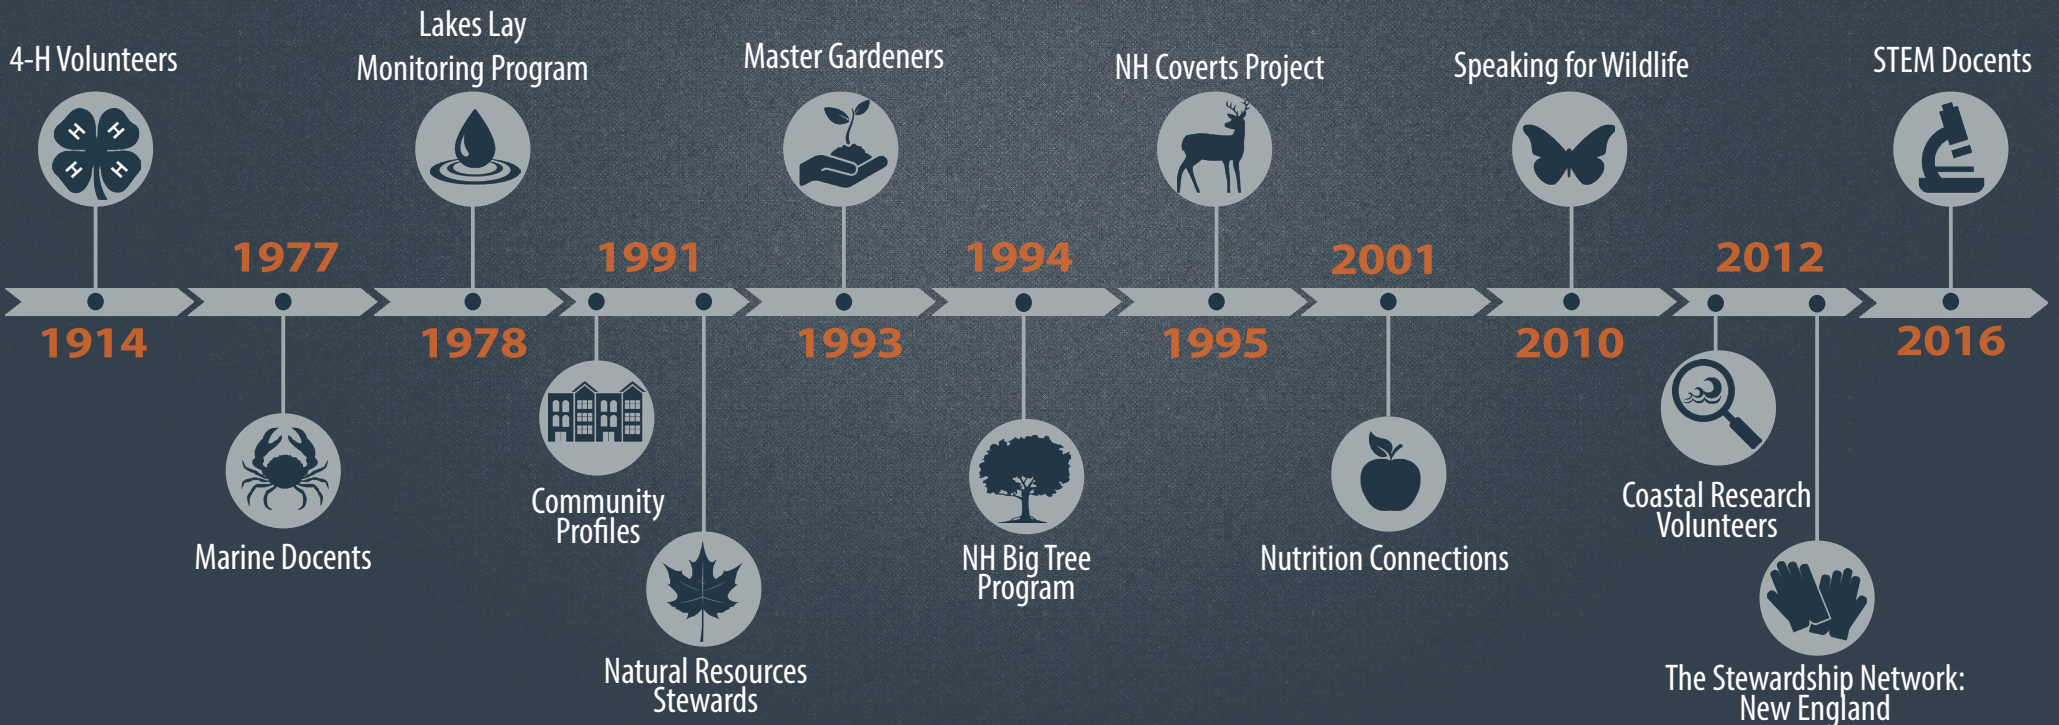 4-H Volunteers
H
H
H
H
1914
1977
Marine Docents
Lakes Lay
Monitoring Program
1978
1991
Community
Profiles
Natural Resources
Stewards
Master Gardeners
1993
1994
NH Big Tree
Program
NH Coverts Project
1995
2001
Nutrition Connections
Speaking for Wildlife
2010
2012
Coastal Research
Volunteers
The Stewardship Network:
New England
STEM Docents
2016